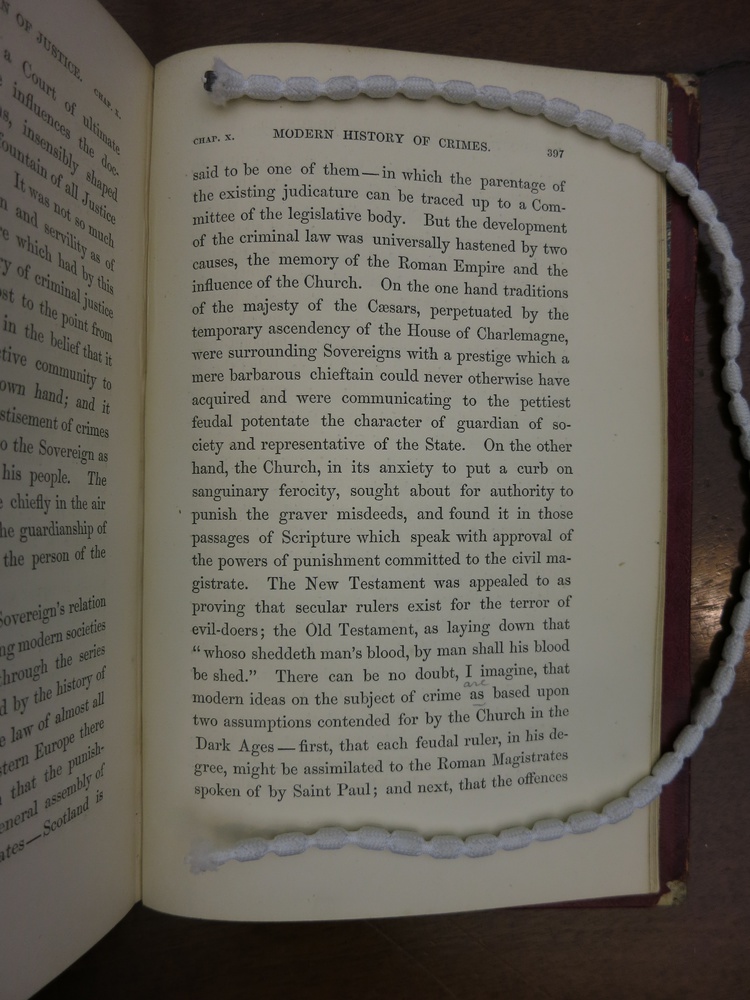 N OF JUSTICE. CHAP. X.
a Court of ultimate
influences the doc-
insensibly shaped
Fountain of all Justice
It was not so much
n and servility as of
re which had by this
ry of criminal justice
st to the point from
in the belief that it
ctive community to
own hand; and it
stisement of crimes
to the Sovereign as
his people. The
e chiefly in the air
he guardianship of
the person of the
Sovereign's relation
ng modern societies
through the series
d by the history of
e law of almost all
stern Europe there
that the punish-
eneral assembly of
ates—Scotland is
CHAP. X. MODERN HISTORY OF CRIMES. 397
said to be one of them—in which the parentage of
the existing judicature can be traced up to a Com-
mittee of the legislative body. But the development
of the criminal law was universally hastened by two
causes, the memory of the Roman Empire and the
influence of the Church. On the one hand traditions
of the majesty of the Cæsars, perpetuated by the
temporary ascendency of the House of Charlemagne,
were surrounding Sovereigns with a prestige which a
mere barbarous chieftain could never otherwise have
acquired and were communicating to the pettiest
feudal potentate the character of guardian of so-
ciety and representative of the State. On the other
hand, the Church, in its anxiety to put a curb on
sanguinary ferocity, sought about for authority to
punish the graver misdeeds, and found it in those
passages of Scripture which speak with approval of
the powers of punishment committed to the civil ma-
gistrate. The New Testament was appealed to as
proving that secular rulers exist for the terror of
evil-doers; the Old Testament, as laying down that
“whoso sheddeth man's blood, by man shall his blood
be shed.” There can be no doubt, I imagine, that
are
modern ideas on the subject of crime as based upon
two assumptions contended for by the Church in the
Dark Ages—first, that each feudal ruler, in his de-
gree, might be assimilated to the Roman Magistrates
spoken of by Saint Paul; and next, that the offences